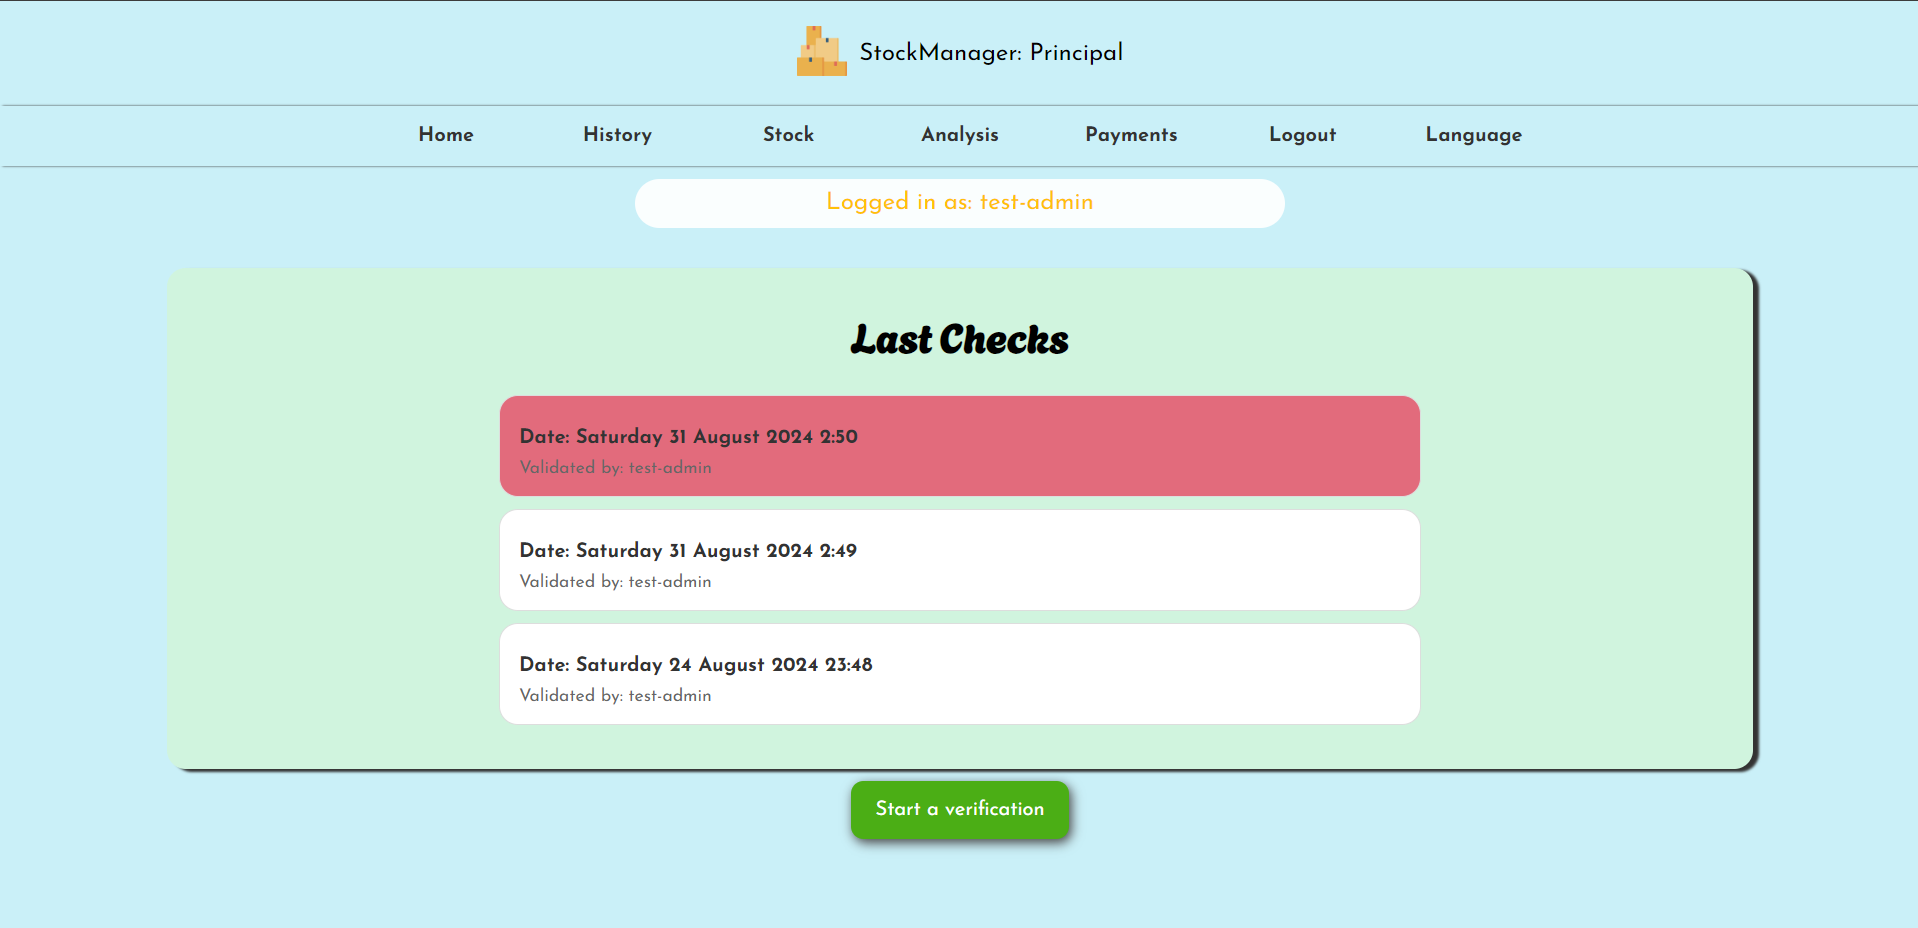 StockManager: Principal
Home History Stock Analysis Payments Logout Language
Logged in as: test-admin
Last Checks
Date: Saturday 31 August 2024 2:50
Validated by: test-admin
Date: Saturday 31 August 2024 2:49
Validated by: test-admin
Date: Saturday 24 August 2024 23:48
Validated by: test-admin
Start a verification